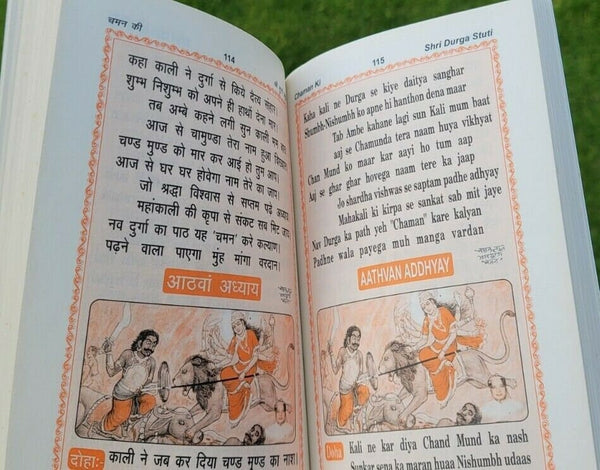 चमन की
114
कहा काली ने दुर्गा से किये दैत्य संहार।
शुम्भ निशुम्भ को अपने ही हाथों देना मार।
तब अम्बे कहने लगी सुन काली मम बात
आज से चामुण्डा तेरा नाम हुआ
चण्ड मुण्ड को मार कर आई हो तुम आप।
आज से घर घर होवेगा नाम तेरे का जाप।
जो श्रद्धा विश्वास से सप्तम पढ़े अध्याय
महांकाली की कृपा से संकट सब मिट जाय
नव दुर्गा का पाठ यह 'चमन' करे कल्याण।
पढ़ने वाला पाएगा मुंह मांगा वरदान।
आठवां अध्याय
दोहा:- काली ने जब कर दिया चण्ड मुण्ड का नाश।
Chaman Ki
115
Shri Durga Stuti
Kaha kali ne Durga se kiye daitya sanghar
Shumbh-Nishumbh ko apne hi hanthon dena maar
Tab Ambe kahane lagi sun Kali mum baat
aaj se Chamunda tera naam huya vikhyat
Chan Mund ko maar kar aayi ho tum aap
Aaj se ghar ghar hovega naam tere ka jaap
Jo shardha vishwas se saptam padhe adhyay
Mahakali ki kirpa se sankat sab mit jaye
Nav Durga ka path yeh "Chaman" kare kalyan
Padhne wala payega muh manga vardan
AATHVAN ADDHYAY
Doha Kali ne kar diya Chand Mund ka nash
Sunkar sena ka maran huaa Nishumbh udaas